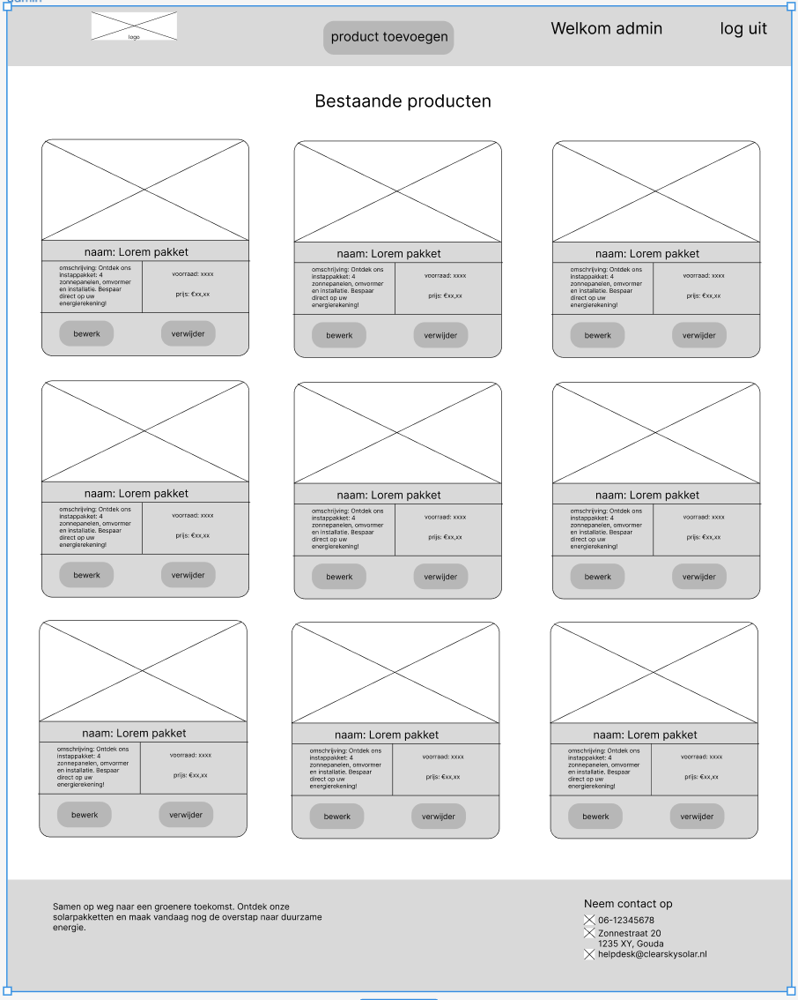 admin
logo
product toevoegen
Welkom admin
log uit
Bestaande producten
naam: Lorem pakket
omschrijving: Ontdek ons
instappakket: 4
zonnepanelen, omvormer
en installatie. Bespaar
direct op uw
energierekening!
voorraad: xxxx
prijs: €xx,xx
bewerk
verwijder
naam: Lorem pakket
omschrijving: Ontdek ons
instappakket: 4
zonnepanelen, omvormer
en installatie. Bespaar
direct op uw
energierekening!
voorraad: xxxx
prijs: €xx,xx
bewerk
verwijder
naam: Lorem pakket
omschrijving: Ontdek ons
instappakket: 4
zonnepanelen, omvormer
en installatie. Bespaar
direct op uw
energierekening!
voorraad: xxxx
prijs: €xx,xx
bewerk
verwijder
naam: Lorem pakket
omschrijving: Ontdek ons
instappakket: 4
zonnepanelen, omvormer
en installatie. Bespaar
direct op uw
energierekening!
voorraad: xxxx
prijs: €xx,xx
bewerk
verwijder
naam: Lorem pakket
omschrijving: Ontdek ons
instappakket: 4
zonnepanelen, omvormer
en installatie. Bespaar
direct op uw
energierekening!
voorraad: xxxx
prijs: €xx,xx
bewerk
verwijder
naam: Lorem pakket
omschrijving: Ontdek ons
instappakket: 4
zonnepanelen, omvormer
en installatie. Bespaar
direct op uw
energierekening!
voorraad: xxxx
prijs: €xx,xx
bewerk
verwijder
naam: Lorem pakket
omschrijving: Ontdek ons
instappakket: 4
zonnepanelen, omvormer
en installatie. Bespaar
direct op uw
energierekening!
voorraad: xxxx
prijs: €xx,xx
bewerk
verwijder
naam: Lorem pakket
omschrijving: Ontdek ons
instappakket: 4
zonnepanelen, omvormer
en installatie. Bespaar
direct op uw
energierekening!
voorraad: xxxx
prijs: €xx,xx
bewerk
verwijder
naam: Lorem pakket
omschrijving: Ontdek ons
instappakket: 4
zonnepanelen, omvormer
en installatie. Bespaar
direct op uw
energierekening!
voorraad: xxxx
prijs: €xx,xx
bewerk
verwijder
Samen op weg naar een groenere toekomst. Ontdek onze
solarpakketten en maak vandaag nog de overstap naar duurzame
energie.
Neem contact op
06-12345678
Zonnestraat 20
1235 XY, Gouda
helpdesk@clearskysolar.nl